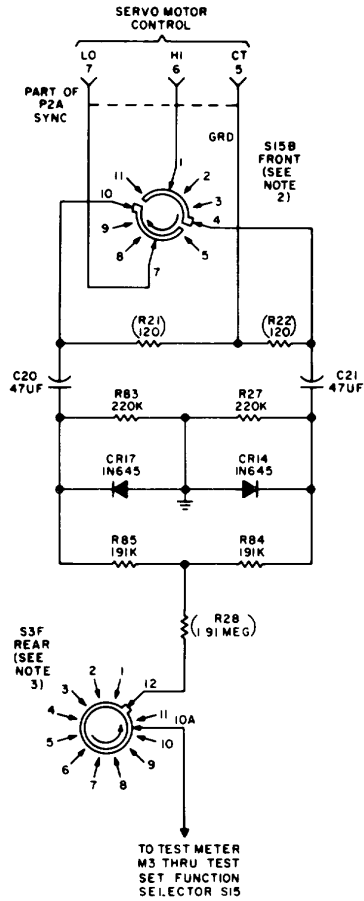 SERVO MOTOR
CONTROL
LO HI CT
7 6 5
PART OF
P2A
SYNC
GRD
S15B
FRONT
(SEE
NOTE
2)
1
11 2
10 3
4
9
8 5
7
(R21)
(120)
(R22)
(120)
C20
47UF
C21
47UF
R83
220K
R27
220K
CR17
1N645
CR14
1N645
R85
191K
R84
191K
(R28
1.91 MEG)
S3F
REAR
(SEE
NOTE
3)
2 1
12
3
11
4 10A
5 10
6 9
7 8
TO TEST METER
M3 THRU TEST
SET FUNCTION
SELECTOR S15